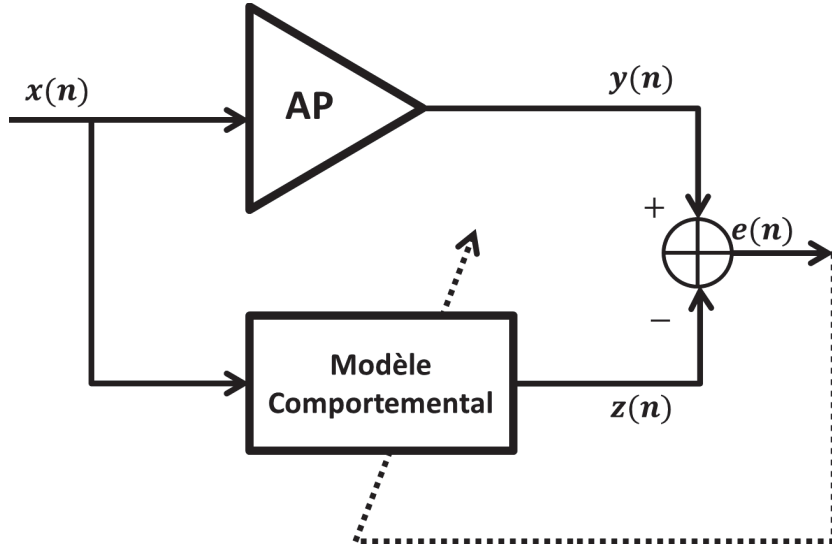 x(n)
AP
y(n)
+
e(n)
−
Modèle
Comportemental
z(n)